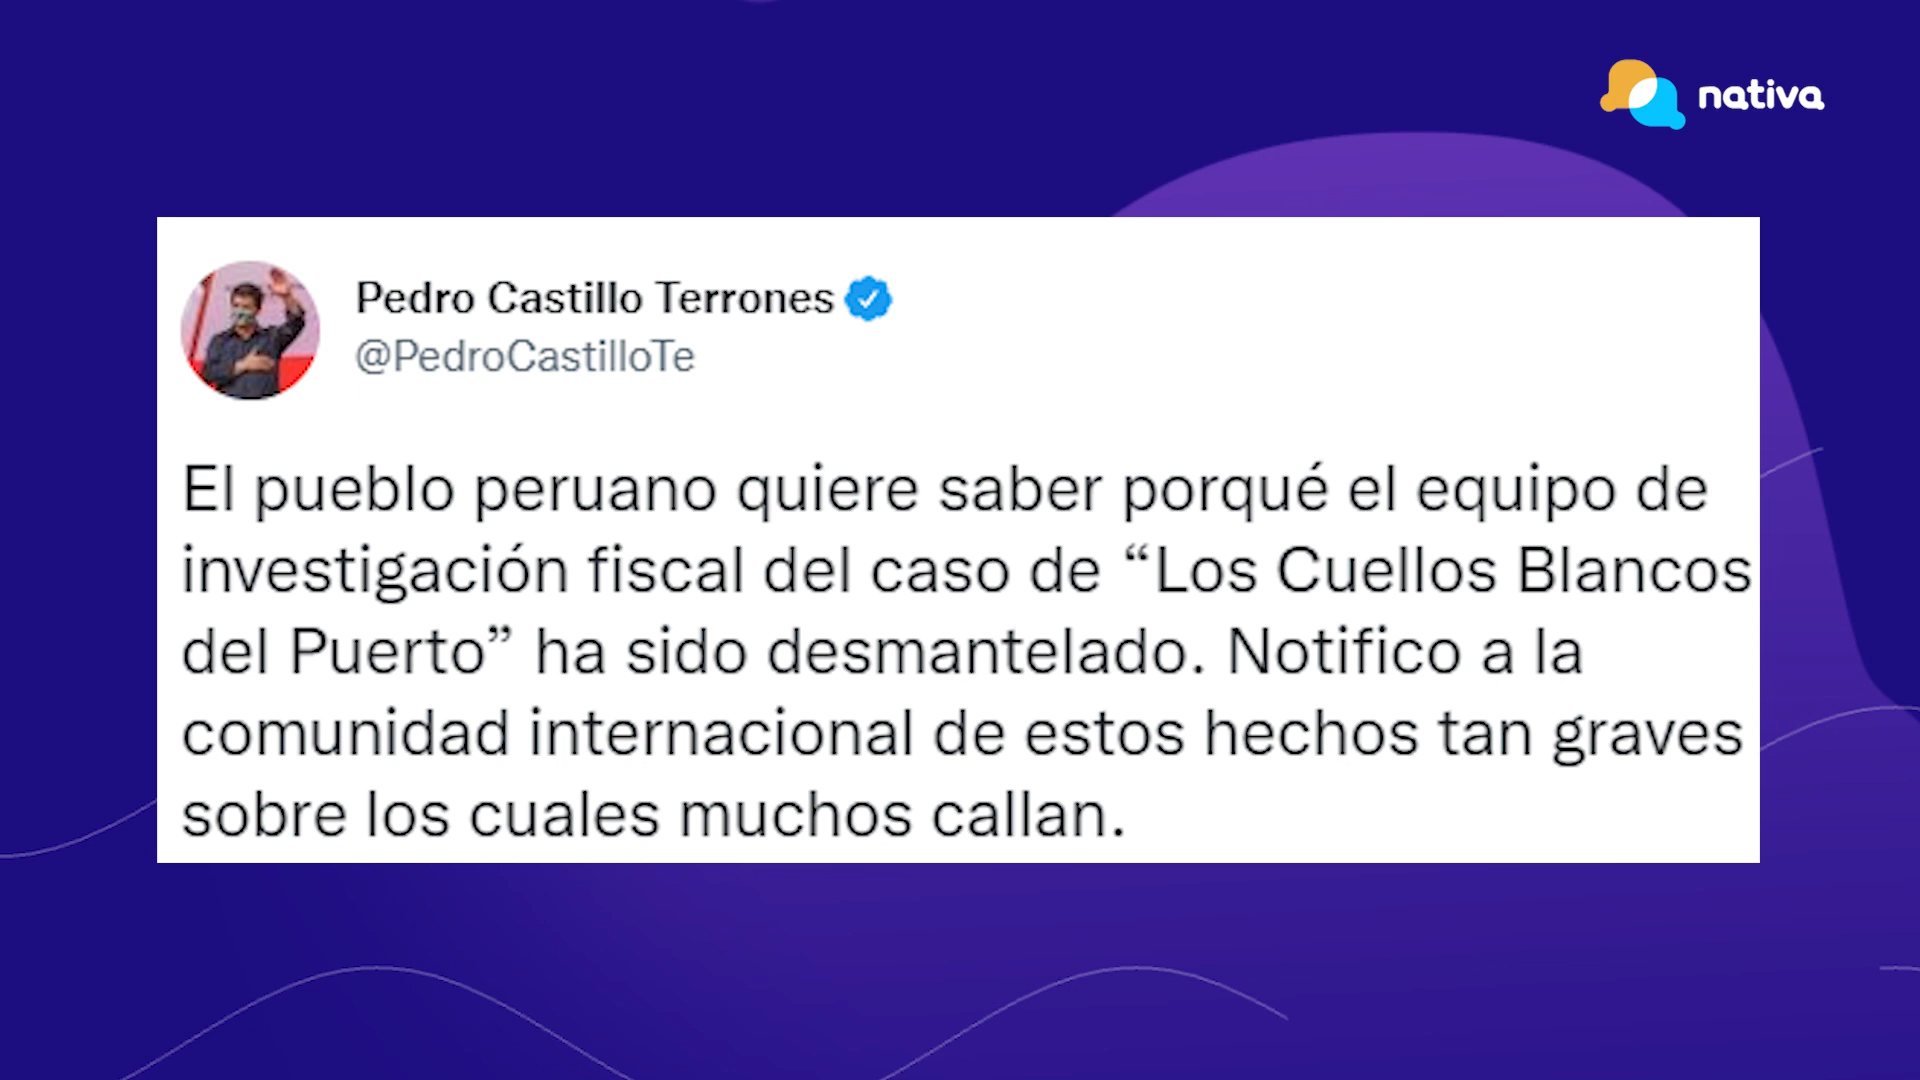 nativa
Pedro Castillo Terrones
@PedroCastilloTe
El pueblo peruano quiere saber porqué el equipo de
investigación fiscal del caso de “Los Cuellos Blancos
del Puerto” ha sido desmantelado. Notifico a la
comunidad internacional de estos hechos tan graves
sobre los cuales muchos callan.